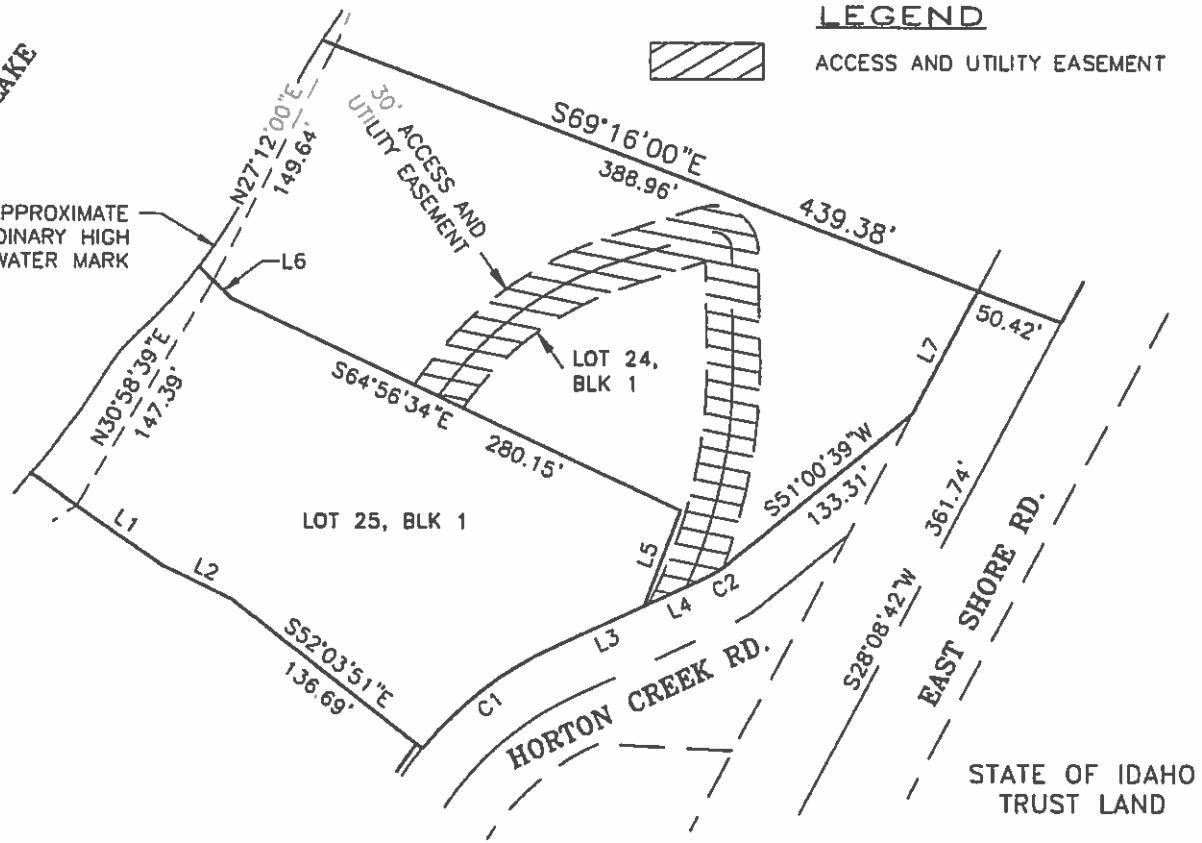 LEGEND
ACCESS AND UTILITY EASEMENT
LAKE
N27°12'00"E
149.64'
30' ACCESS AND
UTILITY EASEMENT
S69°16'00"E
388.96'
439.38'
50.42'
PPROXIMATE
DINARY HIGH
WATER MARK
L6
L7
LOT 24,
BLK 1
S64°56'34"E
280.15'
N30°58'39"E
147.39'
S51°00'39"W
133.31'
LOT 25, BLK 1
L1
L2
L5
L4
C2
L3
C1
S52°03'51"E
136.69'
HORTON CREEK RD.
S28°08'42"W
361.74'
EAST SHORE RD.
STATE OF IDAHO
TRUST LAND